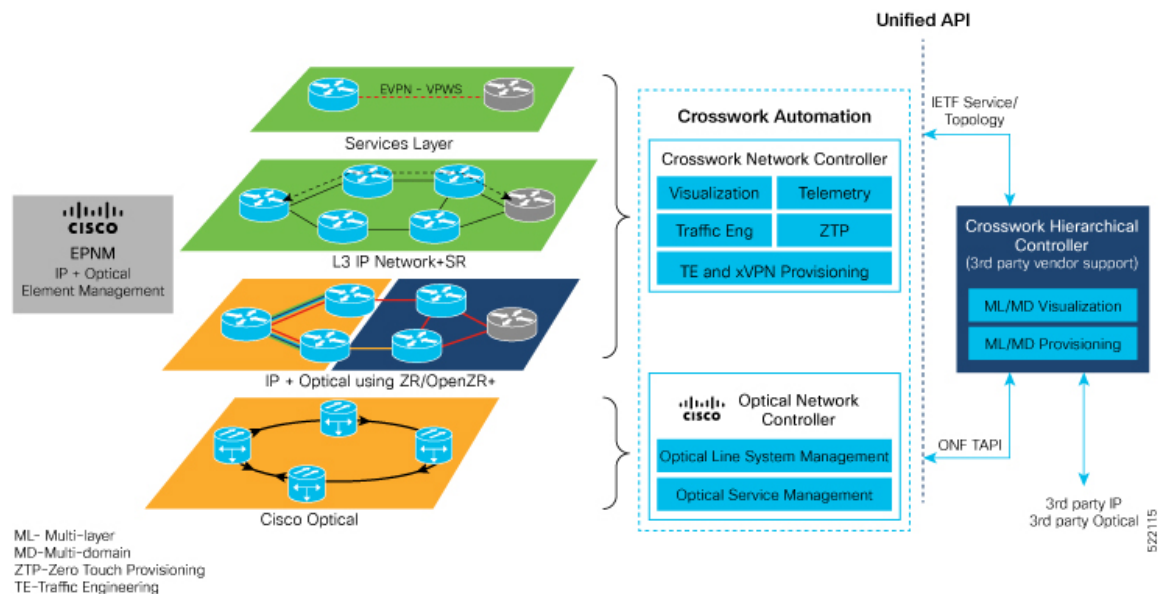 Unified API
EVPN - VPWS
Services Layer
L3 IP Network+SR
CISCO
EPNM
IP + Optical
Element Management
IP + Optical using ZR/OpenZR+
Cisco Optical
Crosswork Automation
Crosswork Network Controller
Visualization
Telemetry
Traffic Eng
ZTP
TE and xVPN Provisioning
CISCO
Optical Network
Controller
Optical Line System Management
Optical Service Management
IETF Service/
Topology
Crosswork Hierarchical
Controller
(3rd party vendor support)
ML/MD Visualization
ML/MD Provisioning
ONF TAPI
3rd party IP
3rd party Optical
ML- Multi-layer
MD-Multi-domain
ZTP-Zero Touch Provisioning
TE-Traffic Engineering
522115